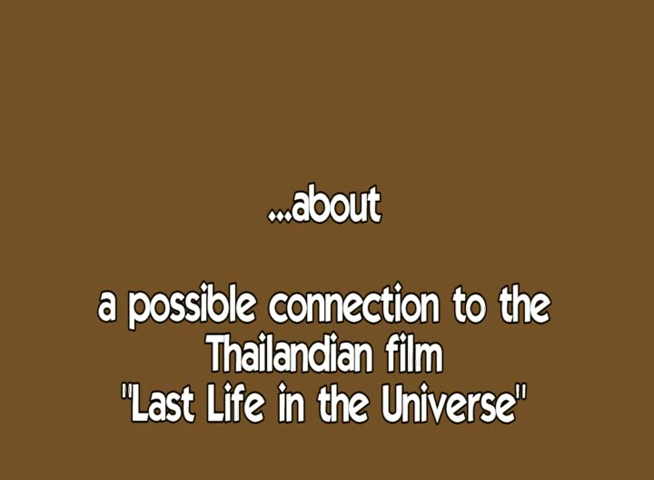 ...about
a possible connection to the
Thailandian film
"Last Life in the Universe"